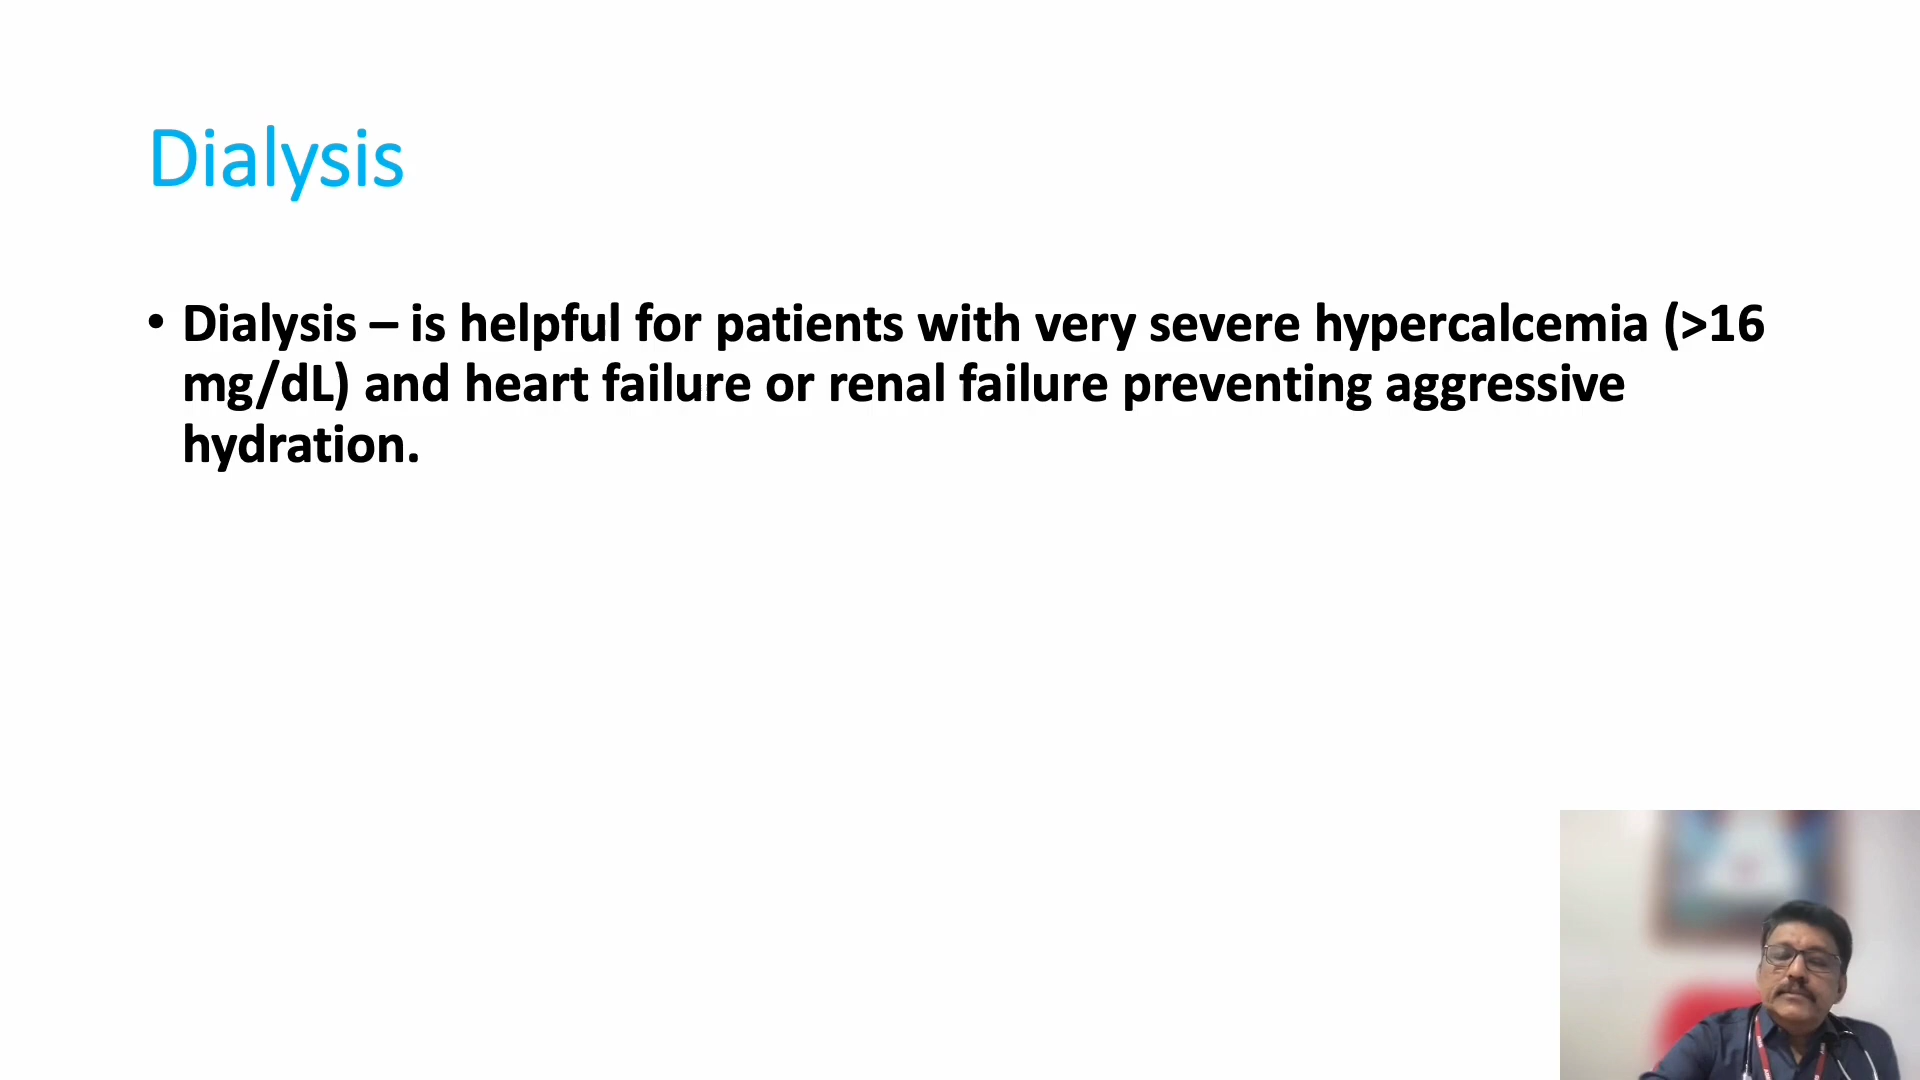 Dialysis
• Dialysis – is helpful for patients with very severe hypercalcemia (>16
mg/dL) and heart failure or renal failure preventing aggressive
hydration.